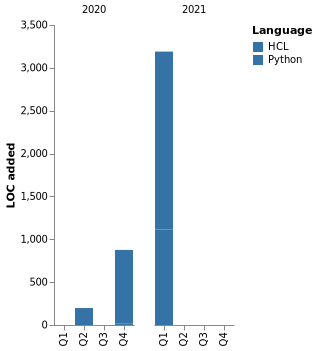 2020 2021
Language
HCL
Python
3,500
3,000
2,500
2,000
1,500
1,000
500
0
LOC added
Q1 Q2 Q3 Q4 Q1 Q2 Q3 Q4